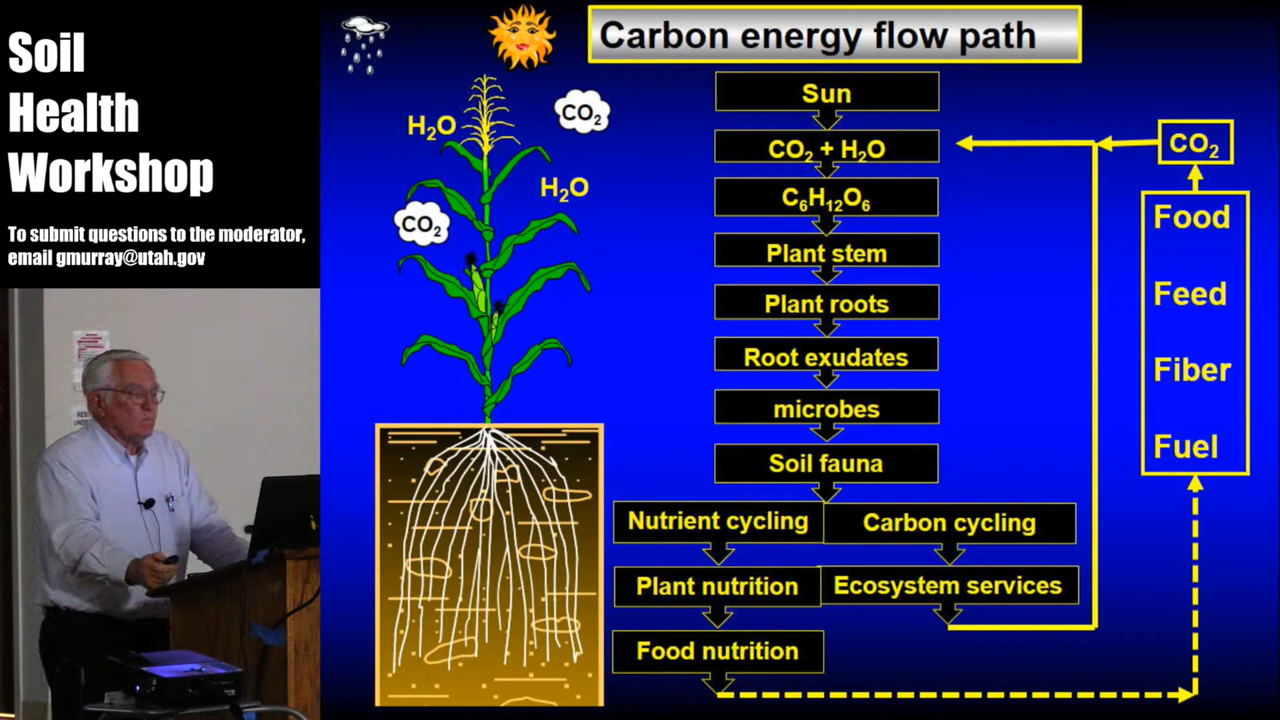 Soil
Health
Workshop
To submit questions to the moderator,
email gmurray@utah.gov
Carbon energy flow path
H₂O
CO₂
H₂O
CO₂
Sun
CO₂ + H₂O
C₆H₁₂O₆
Plant stem
Plant roots
Root exudates
microbes
Soil fauna
Nutrient cycling
Carbon cycling
Plant nutrition
Ecosystem services
Food nutrition
CO₂
Food
Feed
Fiber
Fuel